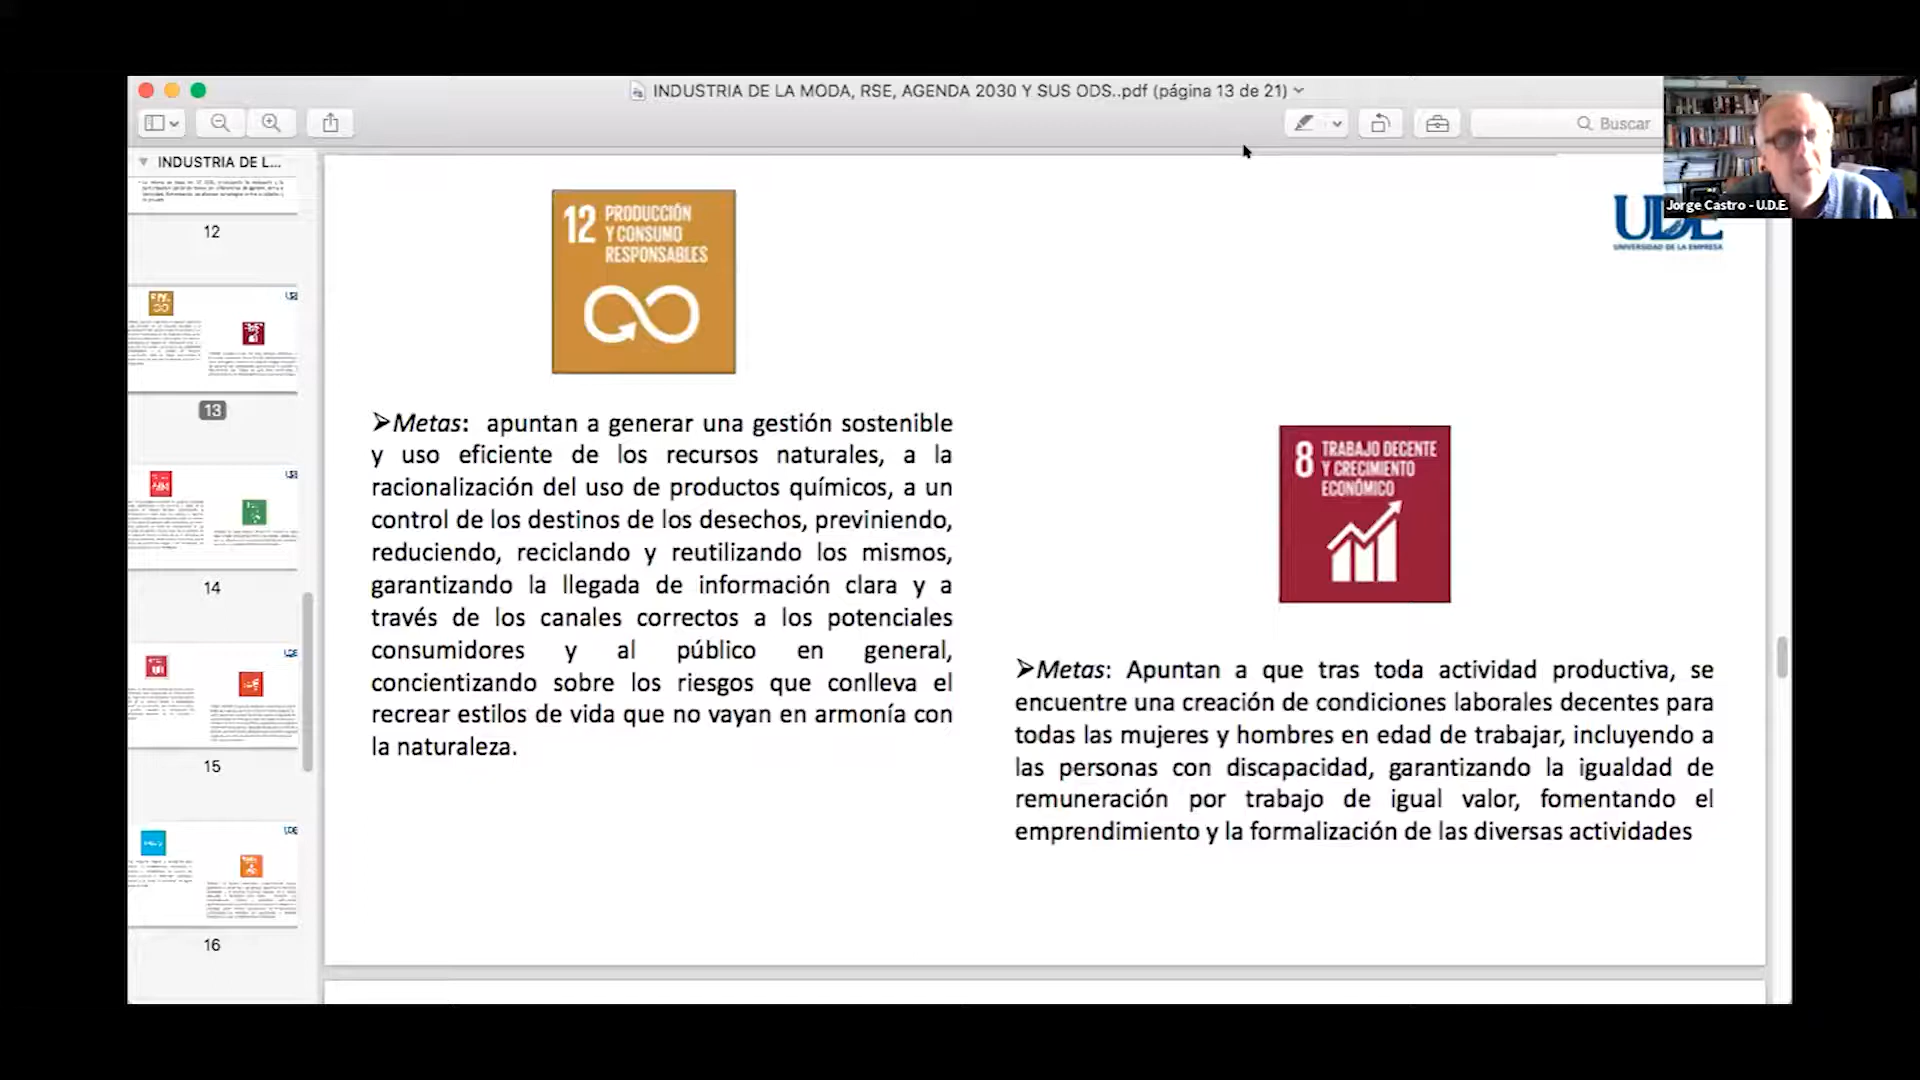 INDUSTRIA DE LA MODA, RSE, AGENDA 2030 Y SUS ODS..pdf (página 13 de 21)
Buscar
INDUSTRIA DE L...
12
13
14
15
16
12 PRODUCCIÓN
Y CONSUMO
RESPONSABLES
➢Metas: apuntan a generar una gestión sostenible
y uso eficiente de los recursos naturales, a la
racionalización del uso de productos químicos, a un
control de los destinos de los desechos, previniendo,
reduciendo, reciclando y reutilizando los mismos,
garantizando la llegada de información clara y a
través de los canales correctos a los potenciales
consumidores y al público en general,
concientizando sobre los riesgos que conlleva el
recrear estilos de vida que no vayan en armonía con
la naturaleza.
Jorge Castro - U.D.E.
UDE
UNIVERSIDAD DE LA EMPRESA
8 TRABAJO DECENTE
Y CRECIMIENTO
ECONÓMICO
➢Metas: Apuntan a que tras toda actividad productiva, se
encuentre una creación de condiciones laborales decentes para
todas las mujeres y hombres en edad de trabajar, incluyendo a
las personas con discapacidad, garantizando la igualdad de
remuneración por trabajo de igual valor, fomentando el
emprendimiento y la formalización de las diversas actividades